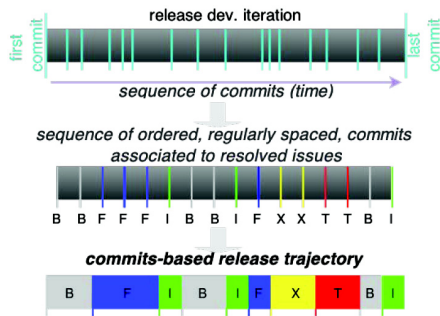 release dev. iteration
first commit
last commit
sequence of commits (time)
sequence of ordered, regularly spaced, commits
associated to resolved issues
B B F F F I B B I F X X T T B I
commits-based release trajectory
B F I B I F X T B I